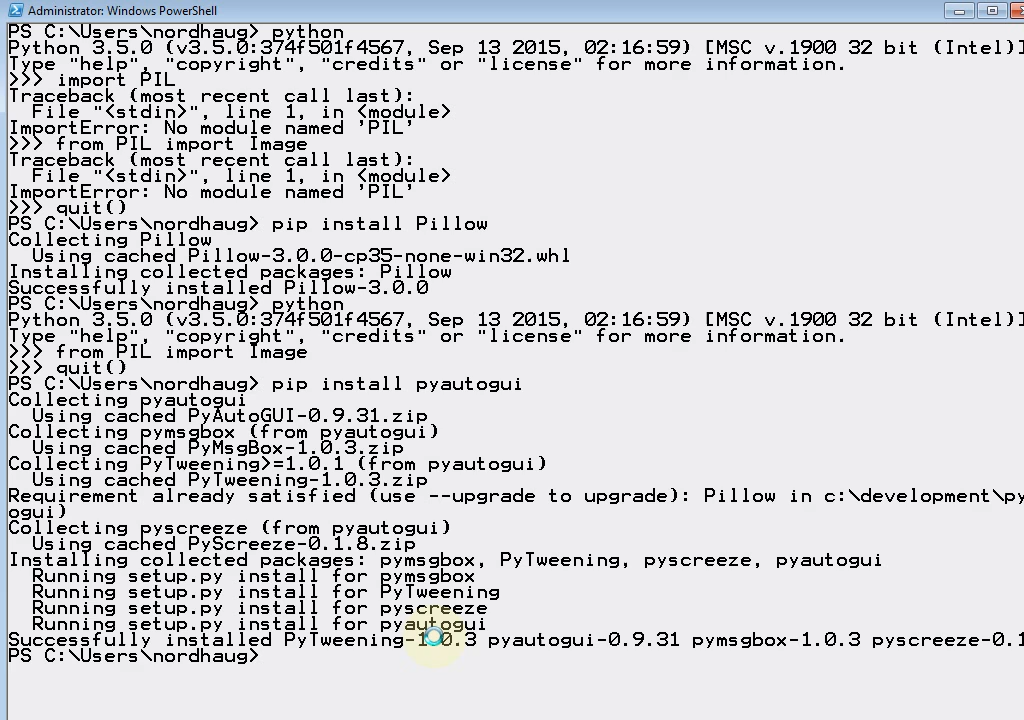 Administrator: Windows PowerShell
PS C:\Users\nordhaug> python
Python 3.5.0 (v3.5.0:374f501f4567, Sep 13 2015, 02:16:59) [MSC v.1900 32 bit (Intel)]
Type "help", "copyright", "credits" or "license" for more information.
>>> import PIL
Traceback (most recent call last):
  File "<stdin>", line 1, in <module>
ImportError: No module named 'PIL'
>>> from PIL import Image
Traceback (most recent call last):
  File "<stdin>", line 1, in <module>
ImportError: No module named 'PIL'
>>> quit()
PS C:\Users\nordhaug> pip install Pillow
Collecting Pillow
  Using cached Pillow-3.0.0-cp35-none-win32.whl
Installing collected packages: Pillow
Successfully installed Pillow-3.0.0
PS C:\Users\nordhaug> python
Python 3.5.0 (v3.5.0:374f501f4567, Sep 13 2015, 02:16:59) [MSC v.1900 32 bit (Intel)]
Type "help", "copyright", "credits" or "license" for more information.
>>> from PIL import Image
>>> quit()
PS C:\Users\nordhaug> pip install pyautogui
Collecting pyautogui
  Using cached PyAutoGUI-0.9.31.zip
Collecting pymsgbox (from pyautogui)
  Using cached PyMsgBox-1.0.3.zip
Collecting PyTweening>=1.0.1 (from pyautogui)
  Using cached PyTweening-1.0.3.zip
Requirement already satisfied (use --upgrade to upgrade): Pillow in c:\development\py
ogui)
Collecting pyscreeze (from pyautogui)
  Using cached PyScreeze-0.1.8.zip
Installing collected packages: pymsgbox, PyTweening, pyscreeze, pyautogui
  Running setup.py install for pymsgbox
  Running setup.py install for PyTweening
  Running setup.py install for pyscreeze
  Running setup.py install for pyautogui
Successfully installed PyTweening-1.0.3 pyautogui-0.9.31 pymsgbox-1.0.3 pyscreeze-0.1
PS C:\Users\nordhaug>